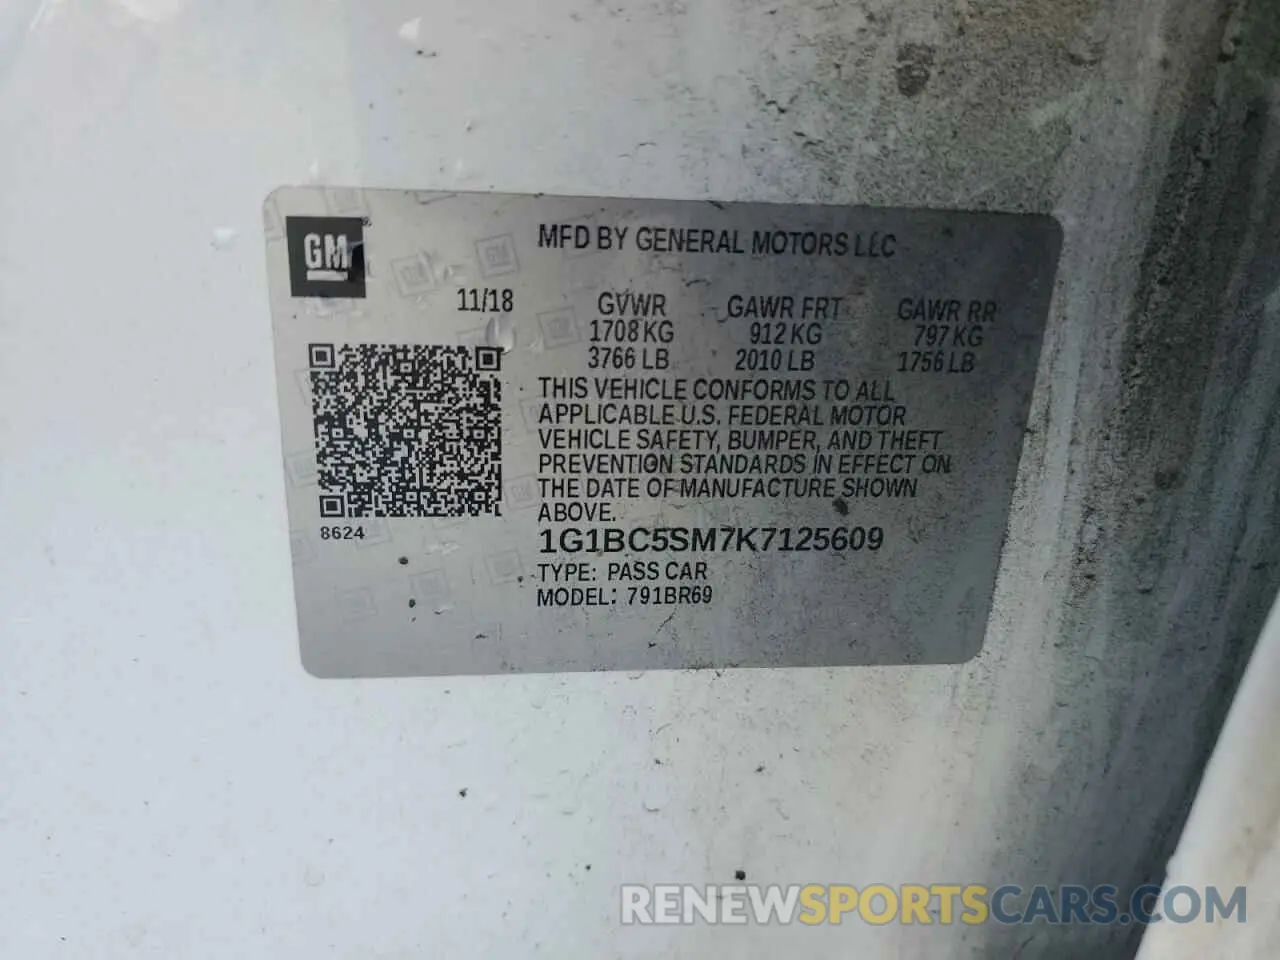 GM
MFD BY GENERAL MOTORS LLC
11/18 GVWR GAWR FRT GAWR RR
1708 KG 912 KG 797 KG
3766 LB 2010 LB 1756 LB
THIS VEHICLE CONFORMS TO ALL
APPLICABLE U.S. FEDERAL MOTOR
VEHICLE SAFETY, BUMPER, AND THEFT
PREVENTION STANDARDS IN EFFECT ON
THE DATE OF MANUFACTURE SHOWN
ABOVE.
8624
1G1BC5SM7K7125609
TYPE: PASS CAR
MODEL: 791BR69
RENEWSPORTSCARS.COM